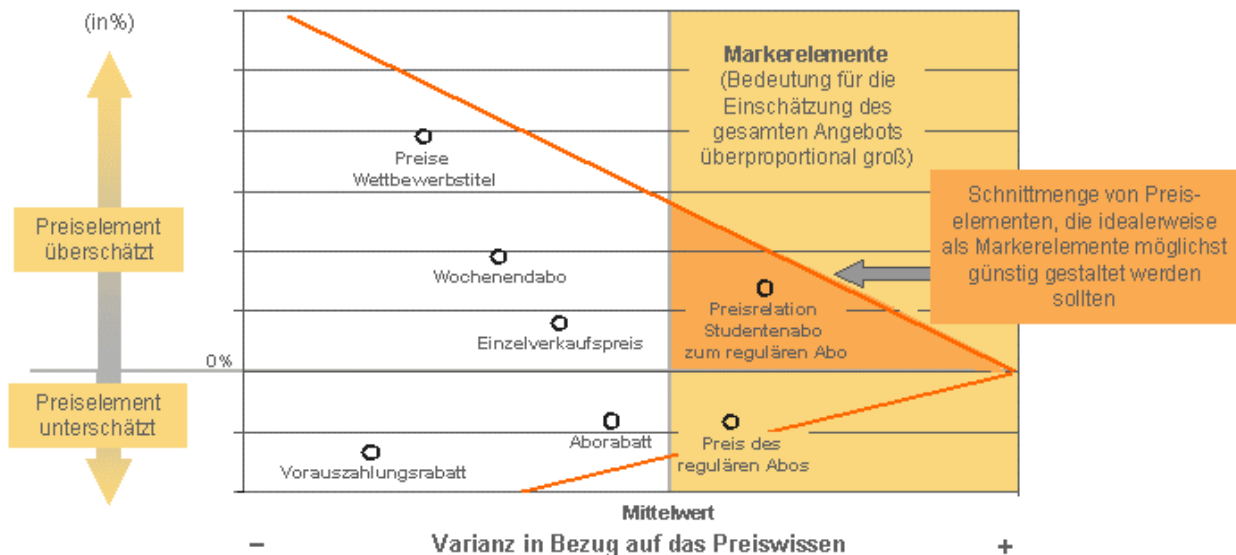 (in%)
Preiselement
überschätzt
Preiselement
unterschätzt
0%
Markerelemente
(Bedeutung für die
Einschätzung des
gesamten Angebots
überproportional groß)
Preise
Wettbewerbstitel
Wochenendabo
Einzelverkaufspreis
Preisrelation
Studentenabo
zum regulären Abo
Schnittmenge von Preis-
elementen, die idealerweise
als Markerelemente möglichst
günstig gestaltet werden
sollten
Aborabatt
Preis des
regulären Abos
Vorauszahlungsrabatt
Mittelwert
– Varianz in Bezug auf das Preiswissen +